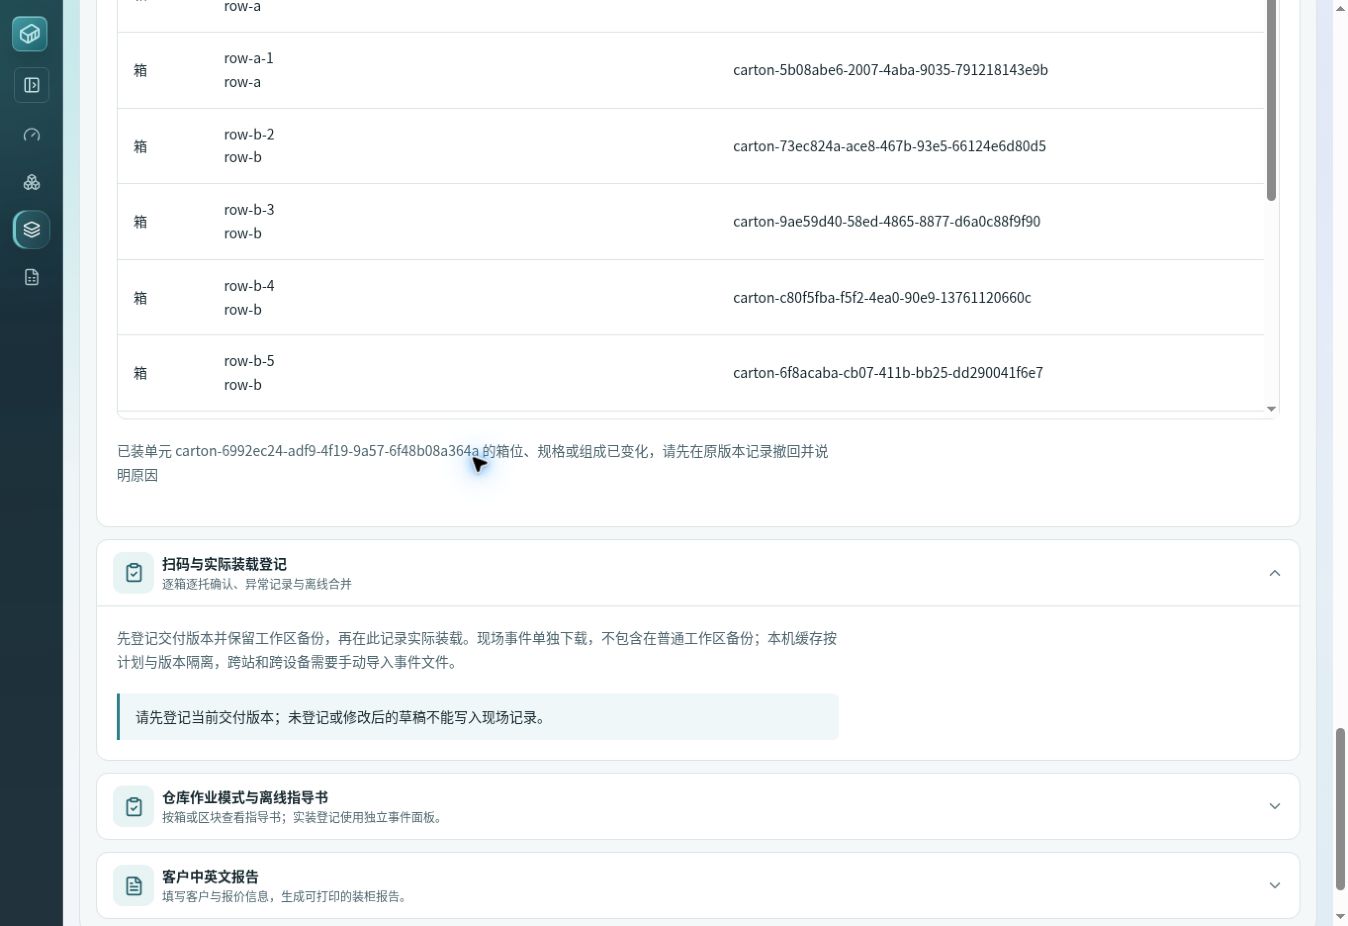 row-a
箱
row-a-1
row-a
carton-5b08abe6-2007-4aba-9035-791218143e9b
箱
row-b-2
row-b
carton-73ec824a-ace8-467b-93e5-66124e6d80d5
箱
row-b-3
row-b
carton-9ae59d40-58ed-4865-8877-d6a0c88f9f90
箱
row-b-4
row-b
carton-c80f5fba-f5f2-4ea0-90e9-13761120660c
箱
row-b-5
row-b
carton-6f8acaba-cb07-411b-bb25-dd290041f6e7
已装单元 carton-6992ec24-adf9-4f19-9a57-6f48b08a364a 的箱位、规格或组成已变化，请先在原版本记录撤回并说
明原因
扫码与实际装载登记
逐箱逐托确认、异常记录与离线合并
先登记交付版本并保留工作区备份，再在此记录实际装载。现场事件单独下载，不包含在普通工作区备份；本机缓存按
计划与版本隔离，跨站和跨设备需要手动导入事件文件。
请先登记当前交付版本；未登记或修改后的草稿不能写入现场记录。
仓库作业模式与离线指导书
按箱或区块查看指导书；实装登记使用独立事件面板。
客户中英文报告
填写客户与报价信息，生成可打印的装柜报告。